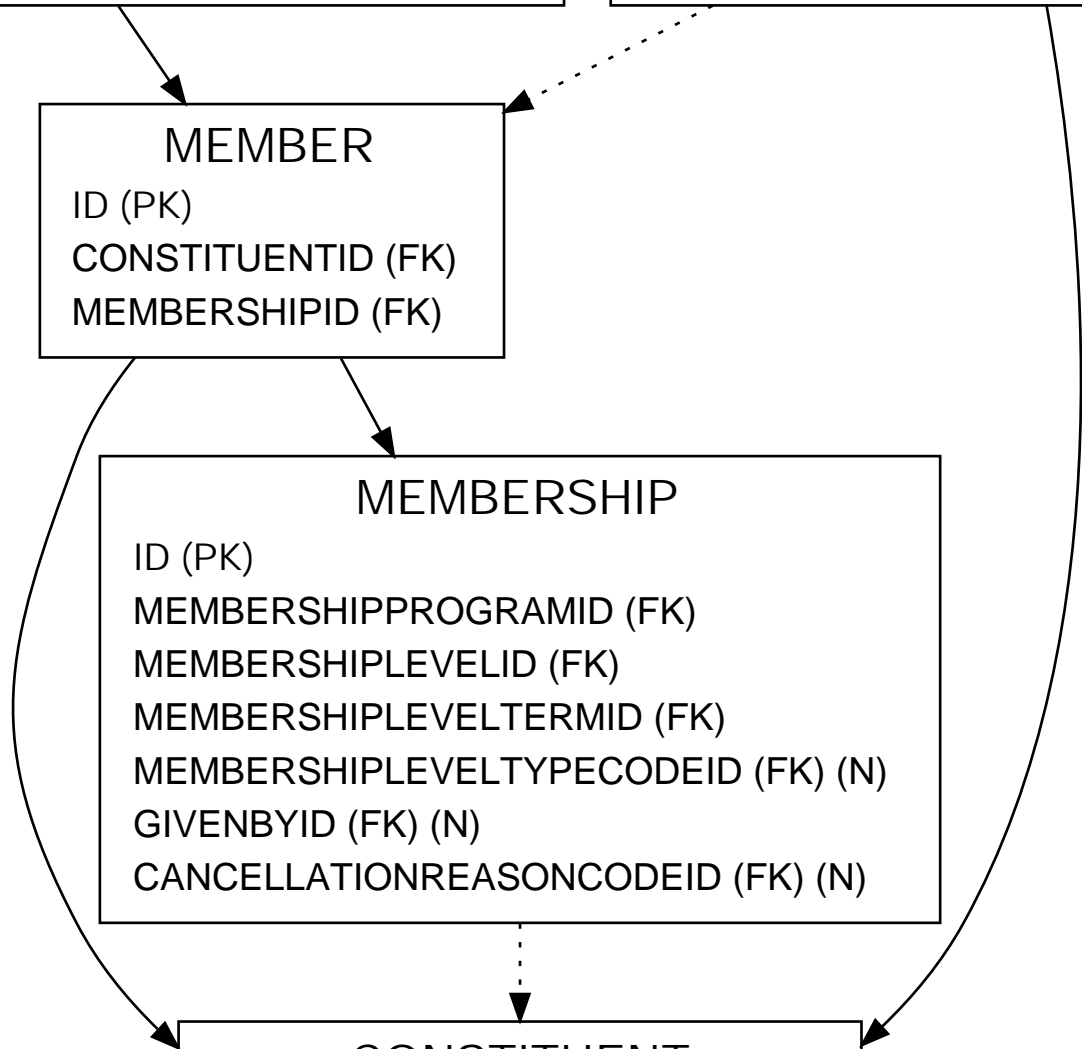 MEMBER
ID (PK)
CONSTITUENTID (FK)
MEMBERSHIPID (FK)
MEMBERSHIP
ID (PK)
MEMBERSHIPPROGRAMID (FK)
MEMBERSHIPLEVELID (FK)
MEMBERSHIPLEVELTERMID (FK)
MEMBERSHIPLEVELTYPECODEID (FK) (N)
GIVENBYID (FK) (N)
CANCELLATIONREASONCODEID (FK) (N)
CONSTITUENT